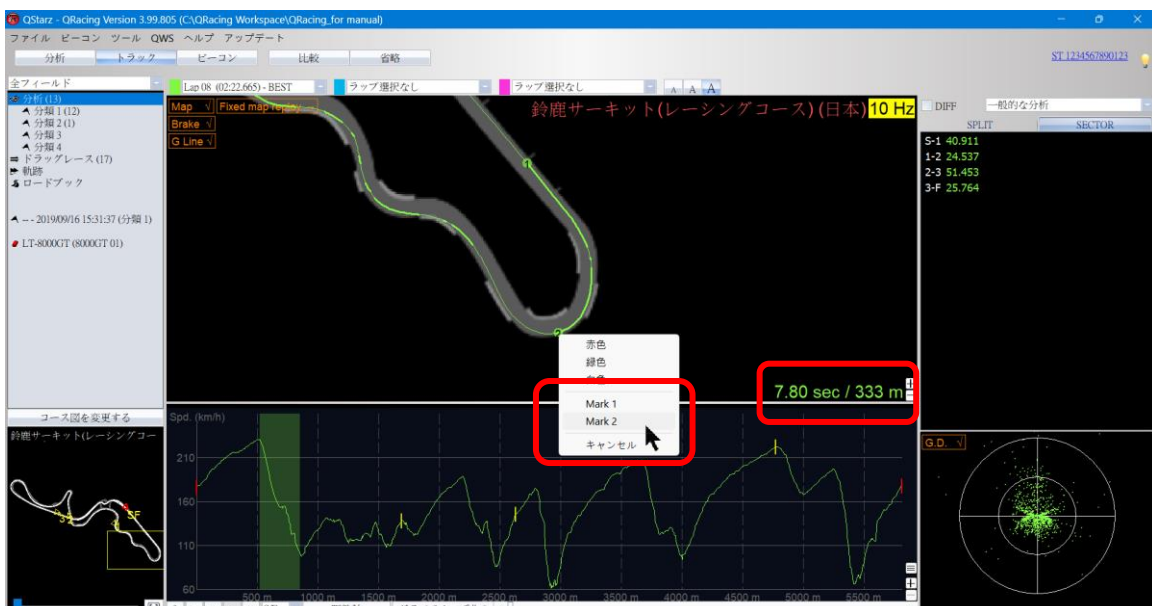 QStarz - QRacing Version 3.99.805 (C:\QRacing Workspace\QRacing_for manual)
ファイル ビーコン ツール QWS ヘルプ アップデート
分析 トラック ビーコン 比較 省略
ST 1234567890123
全フィールド
Lap 08 (02:22.665) - BEST
ラップ選択なし
ラップ選択なし
A A A
分析 (13)
分類 1 (12)
分類 2 (1)
分類 3
分類 4
ドラッグレース (17)
軌跡
ロードブック
-- - 2019/09/16 15:31:37 (分類 1)
LT-8000GT (8000GT 01)
Map √ Fixed map replay
Brake √
G Line √
鈴鹿サーキット(レーシングコース) (日本) 10 Hz
1
2
赤色
緑色
Mark 1
Mark 2
キャンセル
7.80 sec / 333 m
DIFF 一般的な分析
SPLIT SECTOR
S-1 40.911
1-2 24.537
2-3 51.453
3-F 25.764
コース図を変更する
鈴鹿サーキット(レーシングコー
SF
Spd. (km/h)
210
160
110
60
500 m 1000 m 1500 m 2000 m 2500 m 3000 m 3500 m 4000 m 4500 m 5000 m 5500 m
G.D. √